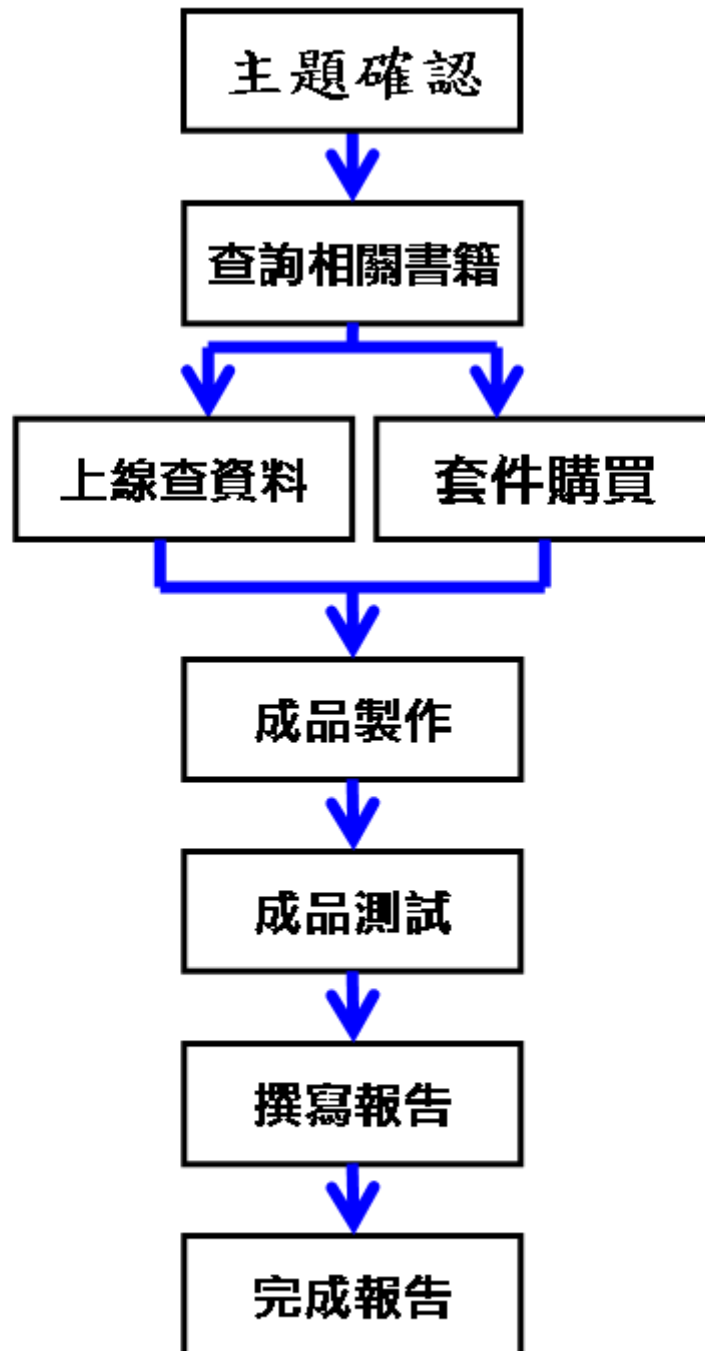 主題確認
查詢相關書籍
上線查資料
套件購買
成品製作
成品測試
撰寫報告
完成報告